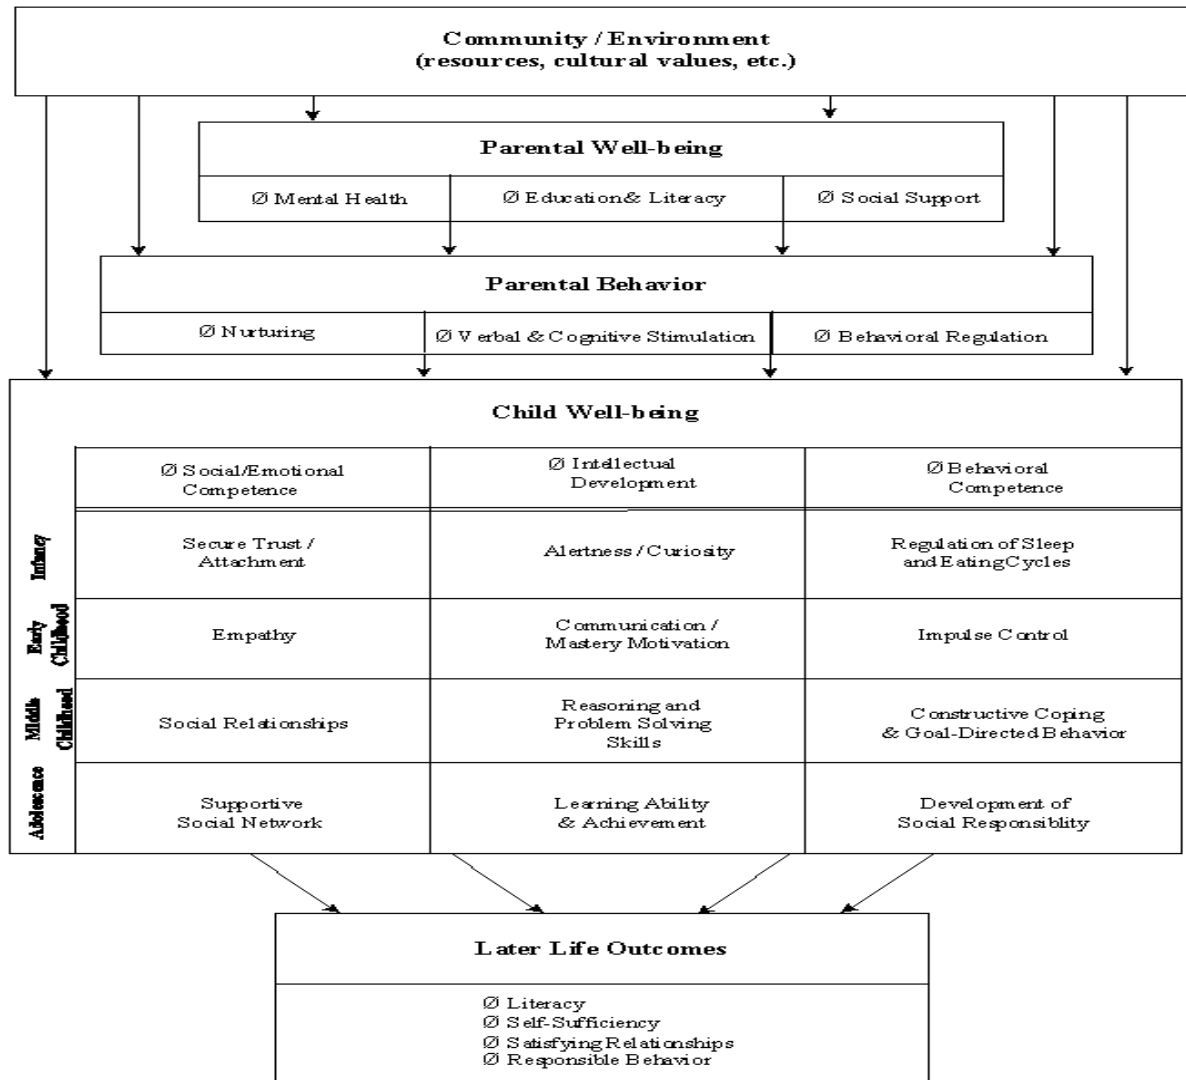 Community / Environment
(resources, cultural values, etc.)
Parental Well-being
Ø Mental Health
Ø Education & Literacy
Ø Social Support
Parental Behavior
Ø Nurturing
Ø Verbal & Cognitive Stimulation
Ø Behavioral Regulation
Child Well-being
Ø Social/Emotional
Competence
Ø Intellectual
Development
Ø Behavioral
Competence
Infancy
Secure Trust /
Attachment
Alertness / Curiosity
Regulation of Sleep
and Eating Cycles
Early
Childhood
Empathy
Communication /
Mastery Motivation
Impulse Control
Middle
Childhood
Social Relationships
Reasoning and
Problem Solving
Skills
Constructive Coping
& Goal-Directed Behavior
Adolescence
Supportive
Social Network
Learning Ability
& Achievement
Development of
Social Responsiblity
Later Life Outcomes
Ø Literacy
Ø Self-Sufficiency
Ø Satisfying Relationships
Ø Responsible Behavior